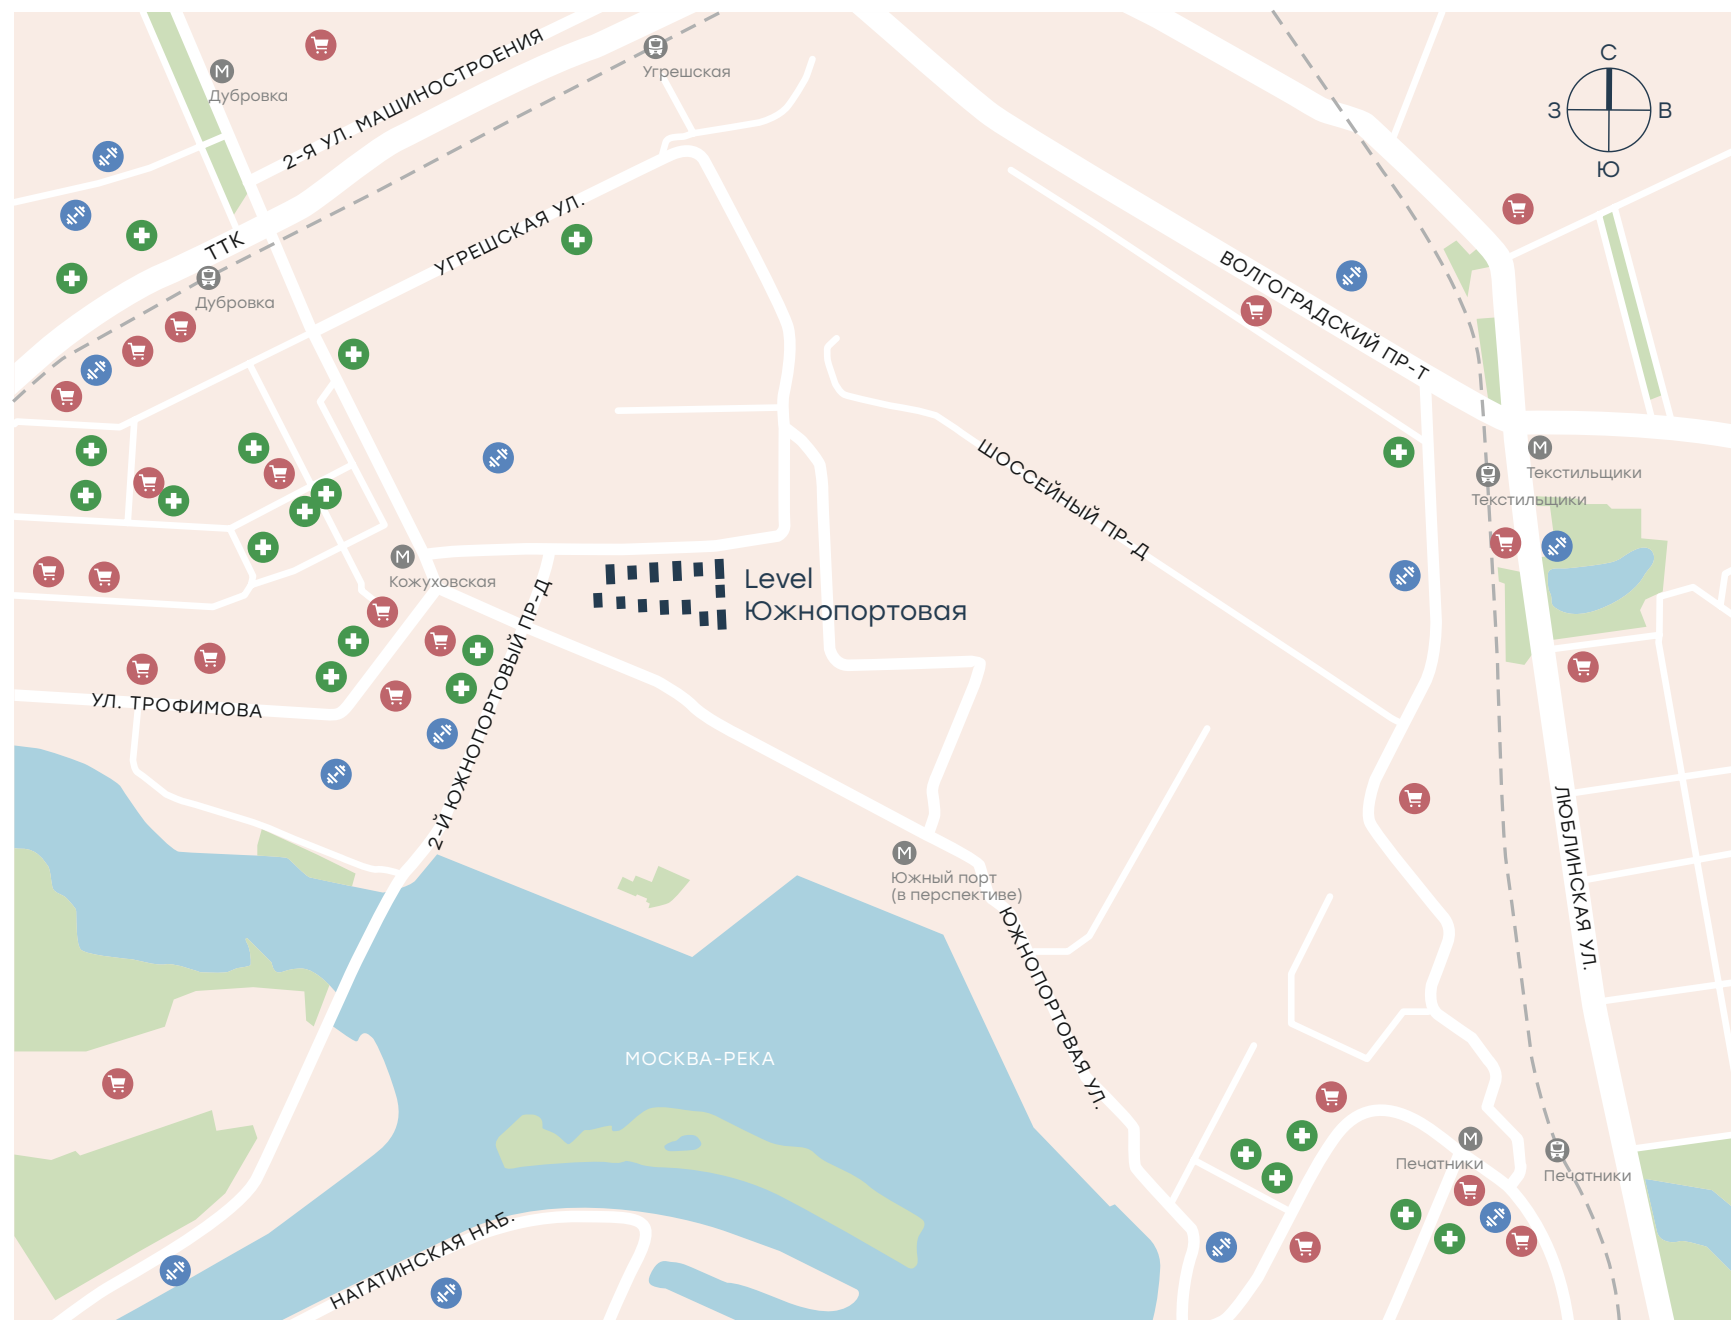 2-Я УЛ. МАШИНОСТРОЕНИЯ
Угрешская
М
Дубровка
С
З
В
Ю
ТТК
УГРЕШСКАЯ УЛ.
Дубровка
ВОЛГОГРАДСКИЙ ПР-Т
М
Текстильщики
Текстильщики
ШОССЕЙНЫЙ ПР-Д
М
Кожуховская
Level
Южнопортовая
2-Й ЮЖНОПОРТОВЫЙ ПР-Д
УЛ. ТРОФИМОВА
ЛЮБЛИНСКАЯ УЛ.
М
Южный порт
(в перспективе)
ЮЖНОПОРТОВАЯ УЛ.
МОСКВА-РЕКА
М
Печатники
Печатники
НАГАТИНСКАЯ НАБ.